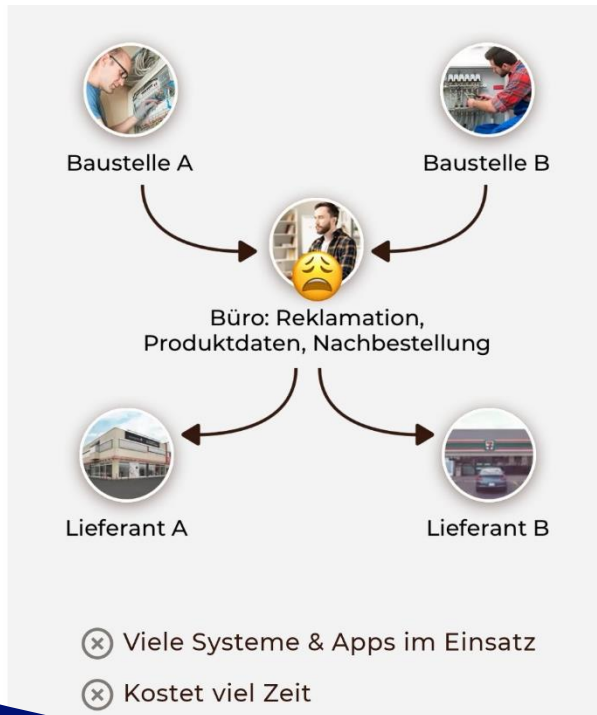 Baustelle A
Baustelle B
Büro: Reklamation,
Produktdaten, Nachbestellung
Lieferant A
Lieferant B
Viele Systeme & Apps im Einsatz
Kostet viel Zeit